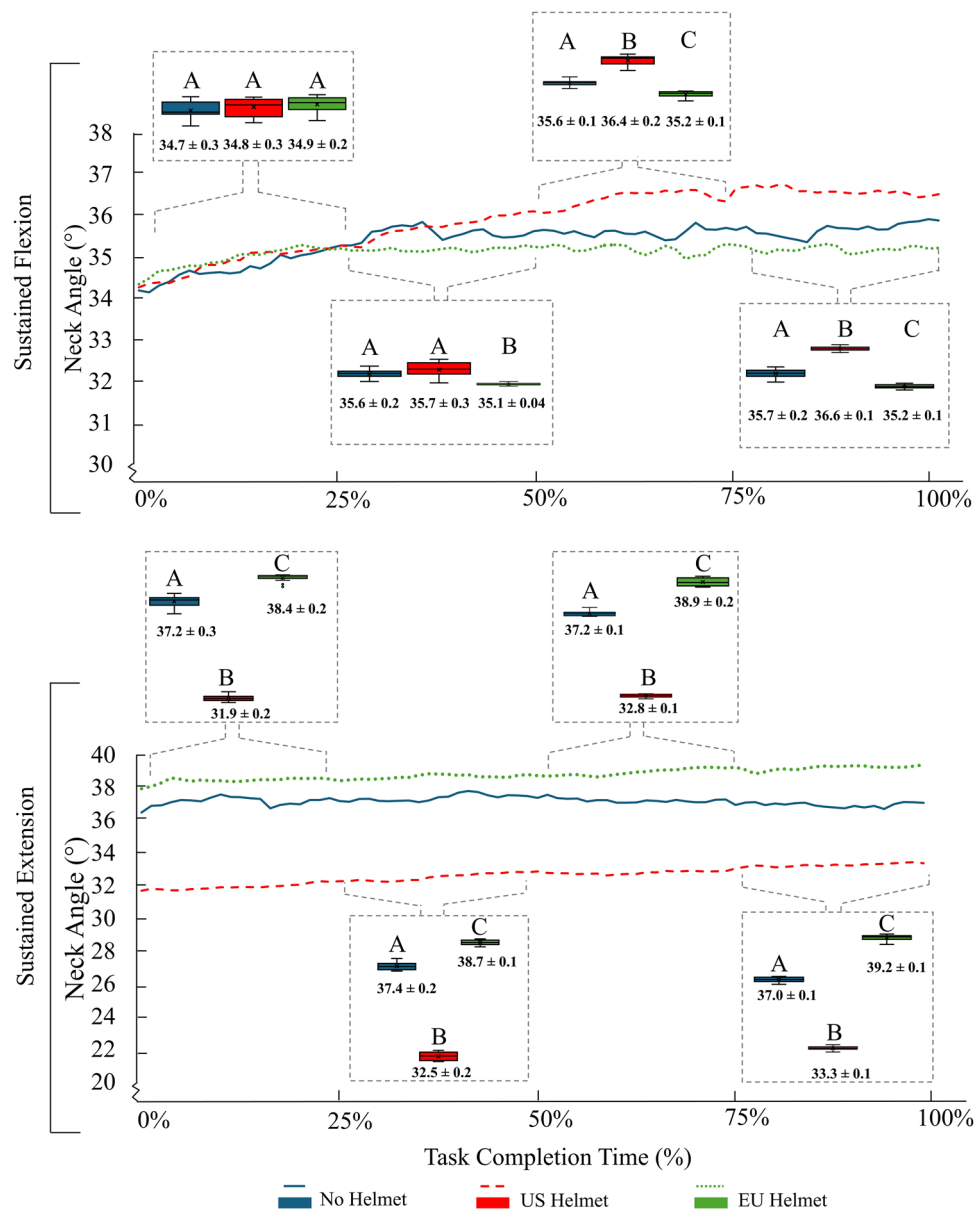 A A A
34.7 ± 0.3 34.8 ± 0.3 34.9 ± 0.2
A B C
35.6 ± 0.1 36.4 ± 0.2 35.2 ± 0.1
Sustained Flexion
Neck Angle (°)
38
37
36
35
34
33
32
31
30
A A B
35.6 ± 0.2 35.7 ± 0.3 35.1 ± 0.04
A B C
35.7 ± 0.2 36.6 ± 0.1 35.2 ± 0.1
0% 25% 50% 75% 100%
A C
37.2 ± 0.3 38.4 ± 0.2
B
31.9 ± 0.2
A C
37.2 ± 0.1 38.9 ± 0.2
B
32.8 ± 0.1
Sustained Extension
Neck Angle (°)
40
38
36
34
32
28
26
24
22
20
A C
37.4 ± 0.2 38.7 ± 0.1
B
32.5 ± 0.2
A C
37.0 ± 0.1 39.2 ± 0.1
B
33.3 ± 0.1
0% 25% 50% 75% 100%
Task Completion Time (%)
No Helmet US Helmet EU Helmet